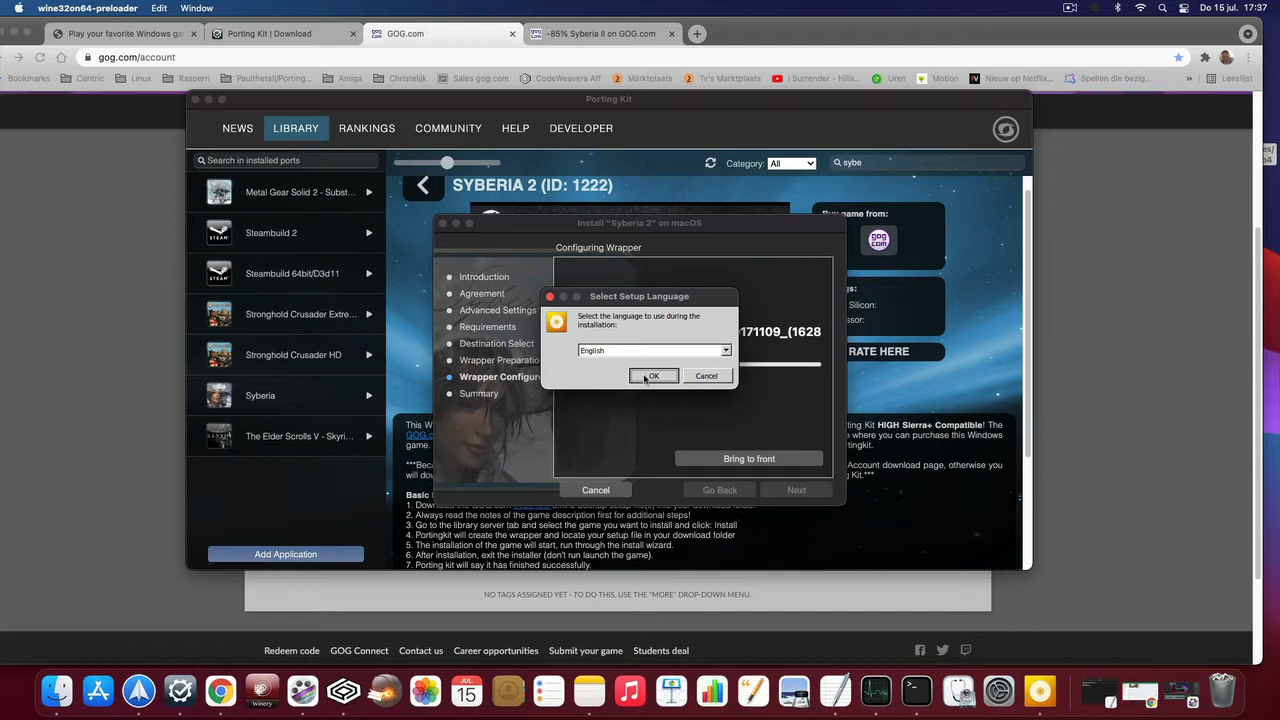 wine32on64-preloader Edit Window
Do 15 jul. 17:37
Play your favorite Windows ga × Porting Kit | Download × GOG.com × -85% Syberia II on GOG.com × +
gog.com/account
Bookmarks Centric Linux Rasperri Paulthetall/Porting... Amiga Christelijk Sales gog.com CodeWeavers Aff Marktplaats Tv's Marktplaats I Surrender - Hills... Uren Motion Nieuw op Netflix... Spellen die bezig... » Leeslijst
Porting Kit
NEWS LIBRARY RANKINGS COMMUNITY HELP DEVELOPER
Search in installed ports
Category: All
sybe
Metal Gear Solid 2 - Subst...
Steambuild 2
Steambuild 64bit/D3d11
Stronghold Crusader Extre...
Stronghold Crusader HD
Syberia
The Elder Scrolls V - Skyri...
Add Application
SYBERIA 2 (ID: 1222)
Buy game from:
gog
com
Silicon:
RATE HERE
Install "Syberia 2" on macOS
Configuring Wrapper
Introduction
Agreement
Advanced Settings
Requirements
Destination Select
Wrapper Preparatio
Wrapper Configure
Summary
0171109_(1628
Bring to front
Cancel Go Back Next
Select Setup Language
Select the language to use during the
installation:
English
OK Cancel
This W
GOG.c
game.
orting Kit HIGH Sierra+ Compatible! The
e where you can purchase this Windows
rtingkit.
***Beca
you will dow
Account download page, otherwise you
g Kit.***
Basic
2. Always read the notes of the game description first for additional steps!
3. Go to the library server tab and select the game you want to install and click: Install
4. Portingkit will create the wrapper and locate your setup file in your download folder
5. The installation of the game will start, run through the install wizard.
6. After installation, exit the installer (don't run launch the game).
7. Porting kit will say it has finished successfully.
NO TAGS ASSIGNED YET - TO DO THIS, USE THE "MORE" DROP-DOWN MENU.
Redeem code GOG Connect Contact us Career opportunities Submit your game Students deal
JUL
15
Winery